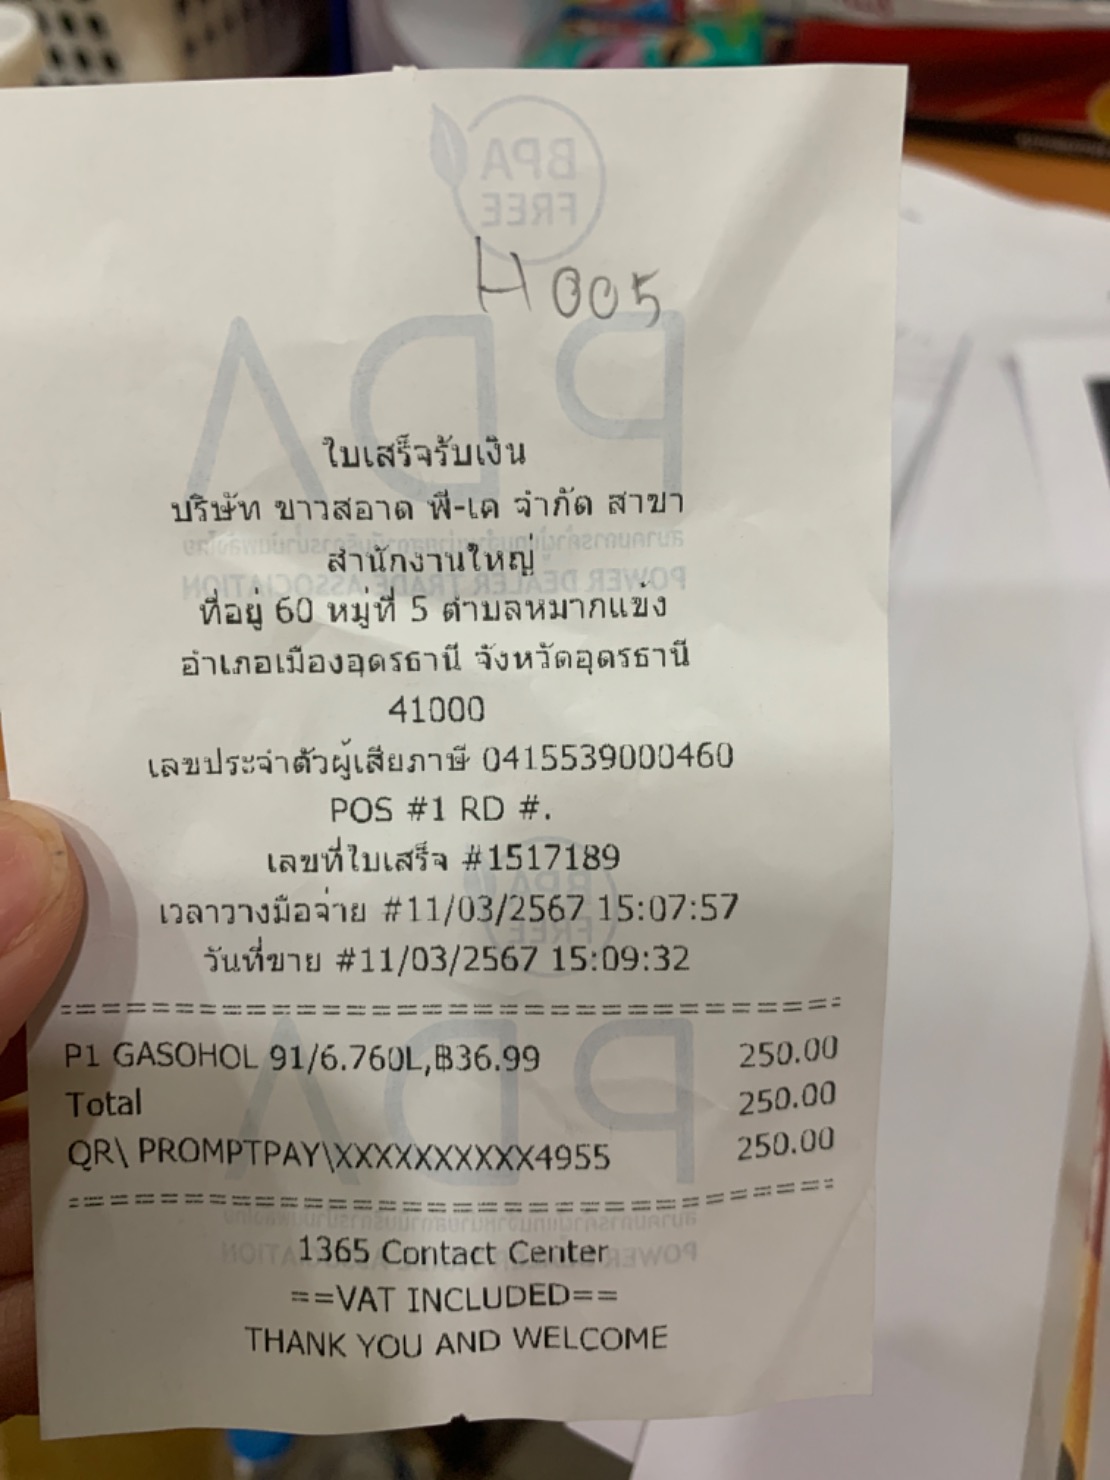 H 005
ใบเสร็จรับเงิน
บริษัท ขาวสอาด พี-เค จำกัด สาขา
สำนักงานใหญ่
ที่อยู่ 60 หมู่ที่ 5 ตำบลหมากแข้ง
อำเภอเมืองอุดรธานี จังหวัดอุดรธานี
41000
เลขประจำตัวผู้เสียภาษี 0415539000460
POS #1 RD #.
เลขที่ใบเสร็จ #1517189
เวลาวางมือจ่าย #11/03/2567 15:07:57
วันที่ขาย #11/03/2567 15:09:32
P1 GASOHOL 91/6.760L,฿36.99 250.00
Total 250.00
QR\ PROMPTPAY\XXXXXXXXXX4955 250.00
1365 Contact Center
==VAT INCLUDED==
THANK YOU AND WELCOME